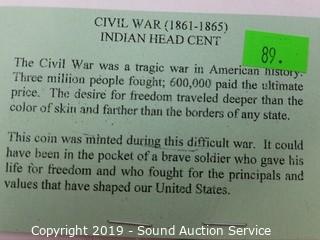 CIVIL WAR (1861-1865)
INDIAN HEAD CENT
89.
The Civil War was a tragic war in American history.
Three million people fought; 600,000 paid the ultimate
price. The desire for freedom traveled deeper than the
color of skin and farther than the borders of any state.
This coin was minted during this difficult war. It could
have been in the pocket of a brave soldier who gave his
life for freedom and who fought for the principals and
values that have shaped our United States.
Copyright 2019 - Sound Auction Service